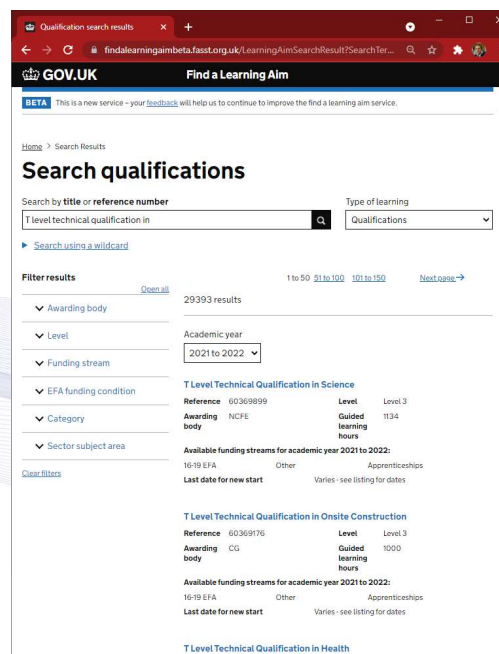 Qualification search results
findalearningaimbeta.fasst.org.uk/LearningAimSearchResult?SearchTer...
GOV.UK
Find a Learning Aim
BETA This is a new service – your feedback will help us to continue to improve the find a learning aim service.
Home > Search Results
Search qualifications
Search by title or reference number
Type of learning
T level technical qualification in
Qualifications
Search using a wildcard
Filter results
Open all
1 to 50 51 to 100 101 to 150 Next page→
Awarding body
Level
Funding stream
EFA funding condition
Category
Sector subject area
Clear filters
29393 results
Academic year
2021 to 2022
T Level Technical Qualification in Science
Reference 60369899 Level Level 3
Awarding body NCFE Guided learning hours 1134
Available funding streams for academic year 2021 to 2022:
16-19 EFA Other Apprenticeships
Last date for new start Varies - see listing for dates
T Level Technical Qualification in Onsite Construction
Reference 60369176 Level Level 3
Awarding body CG Guided learning hours 1000
Available funding streams for academic year 2021 to 2022:
16-19 EFA Other Apprenticeships
Last date for new start Varies - see listing for dates
T Level Technical Qualification in Health